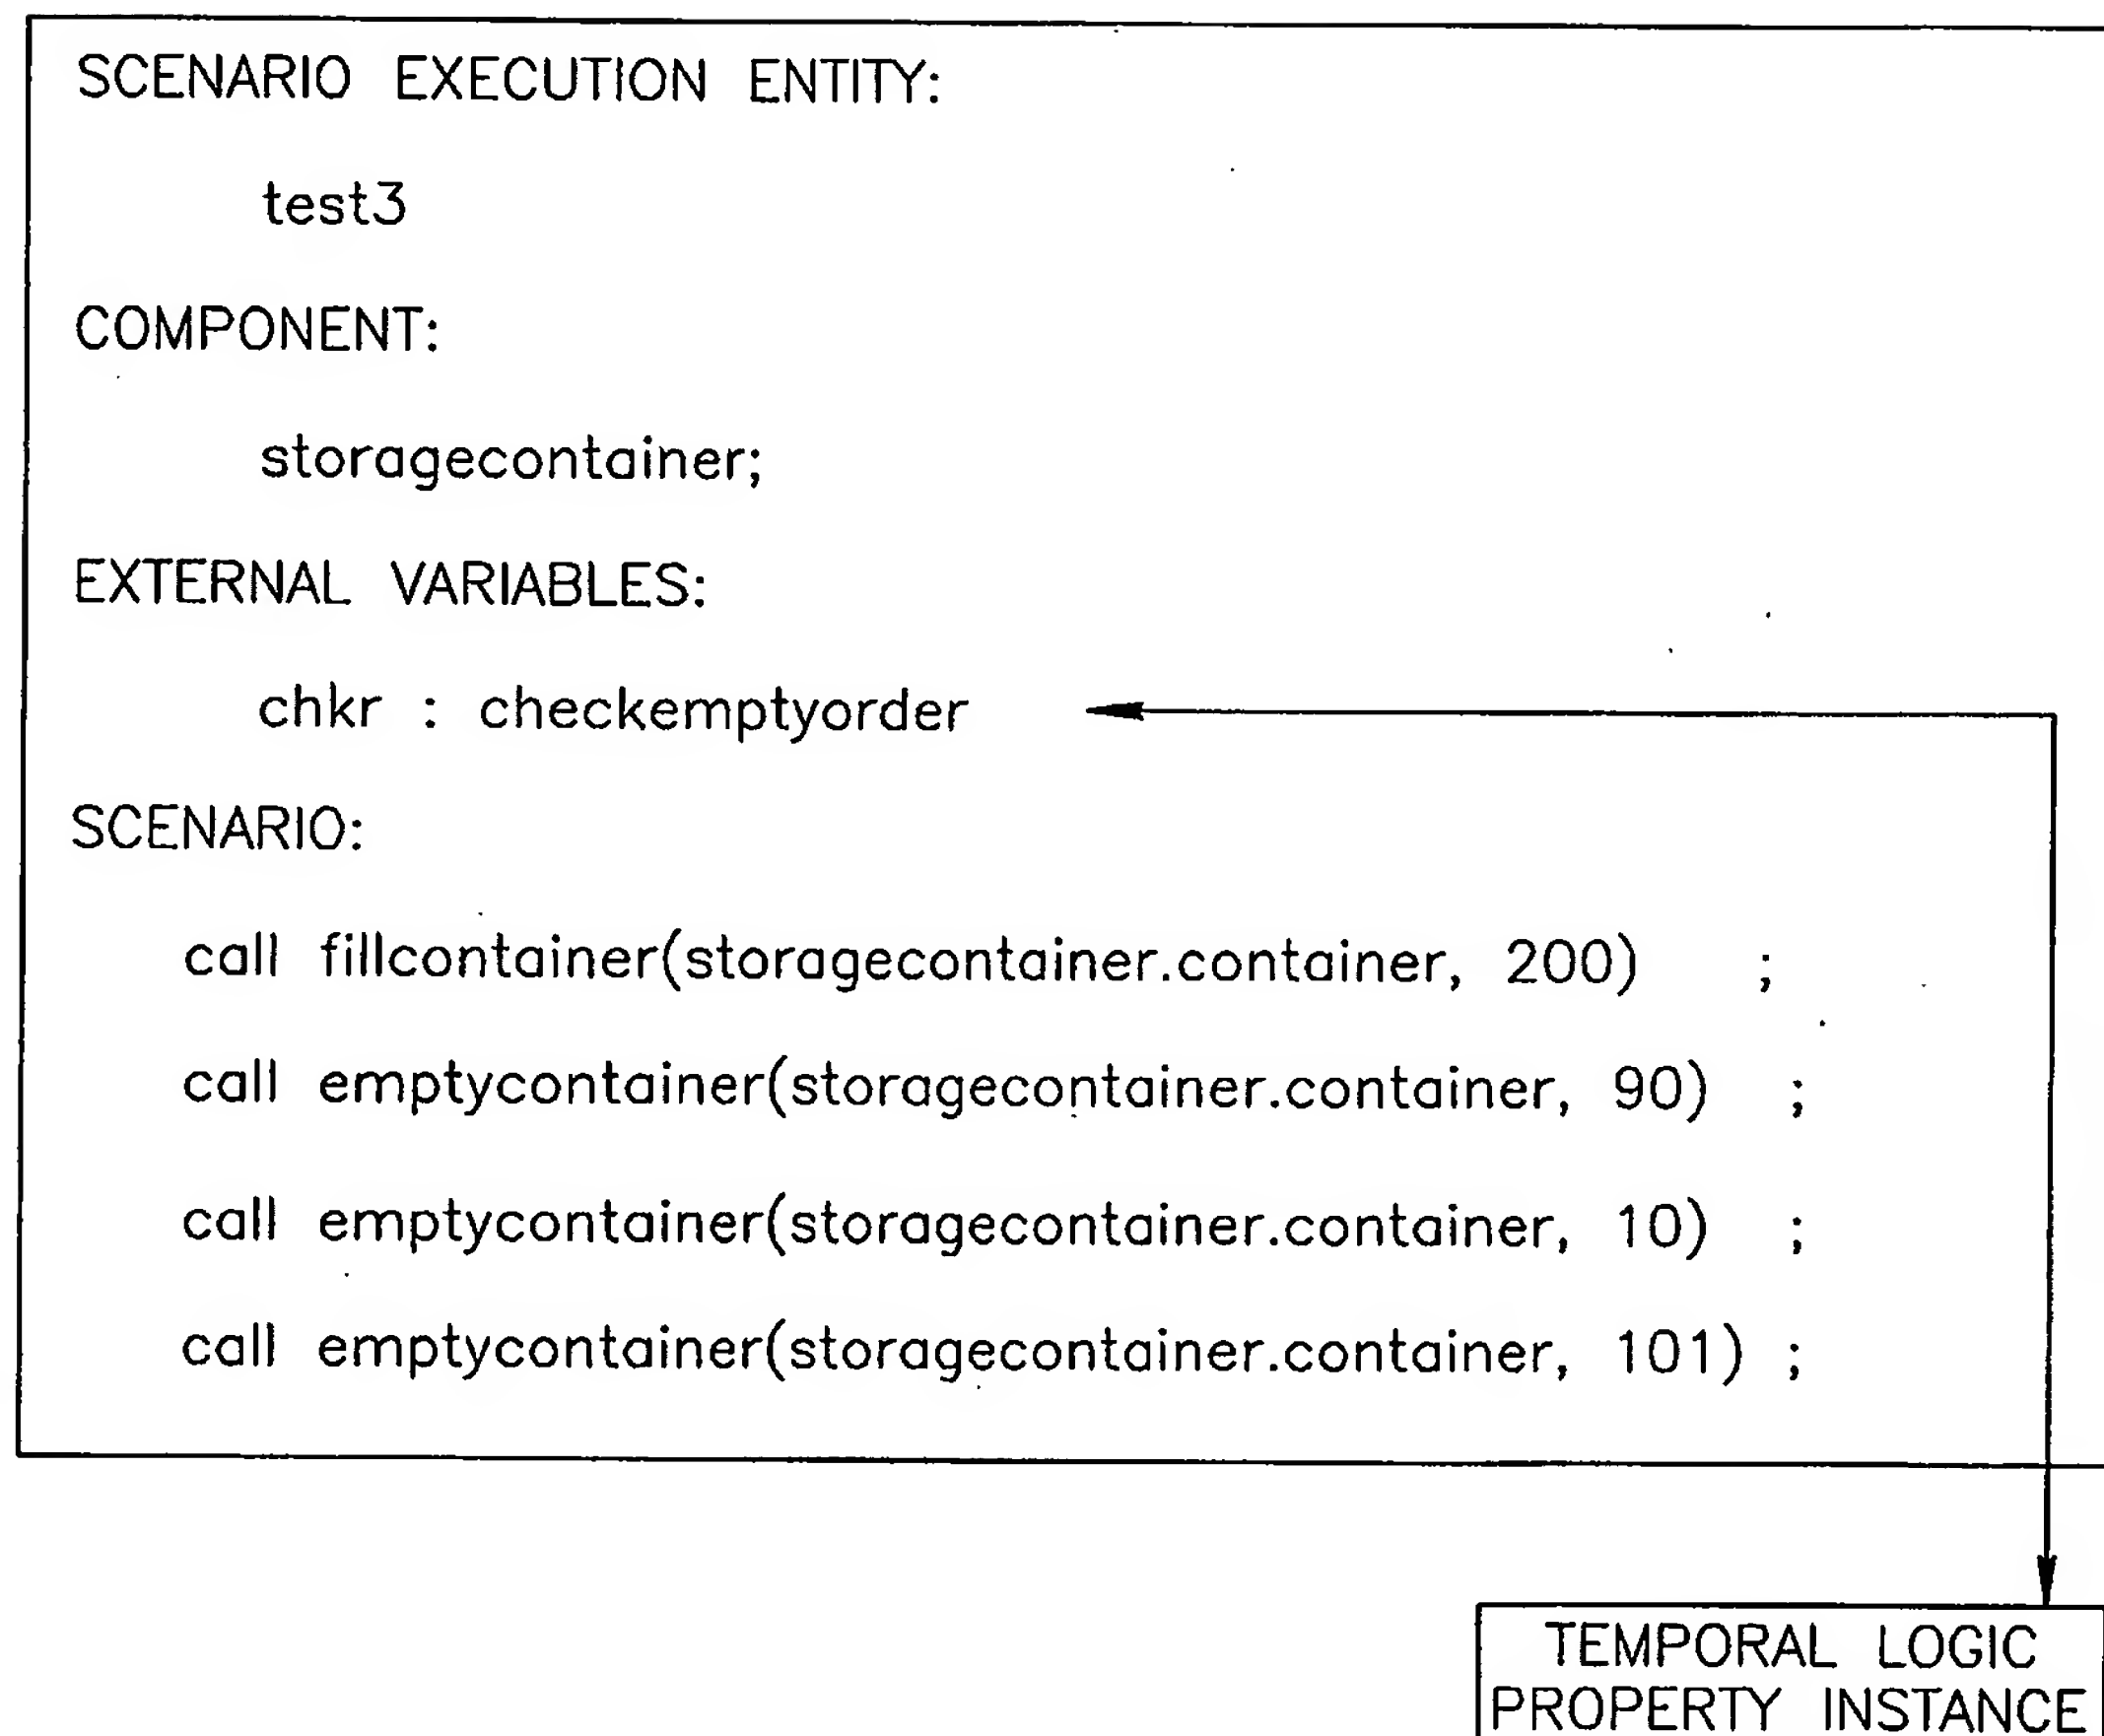 SCENARIO EXECUTION ENTITY:
test3
COMPONENT:
storagecontainer;
EXTERNAL VARIABLES:
chkr : checkemptyorder
SCENARIO:
call fillcontainer(storagecontainer.container, 200) ;
call emptycontainer(storagecontainer.container, 90) ;
call emptycontainer(storagecontainer.container, 10) ;
call emptycontainer(storagecontainer.container, 101) ;
TEMPORAL LOGIC
PROPERTY INSTANCE